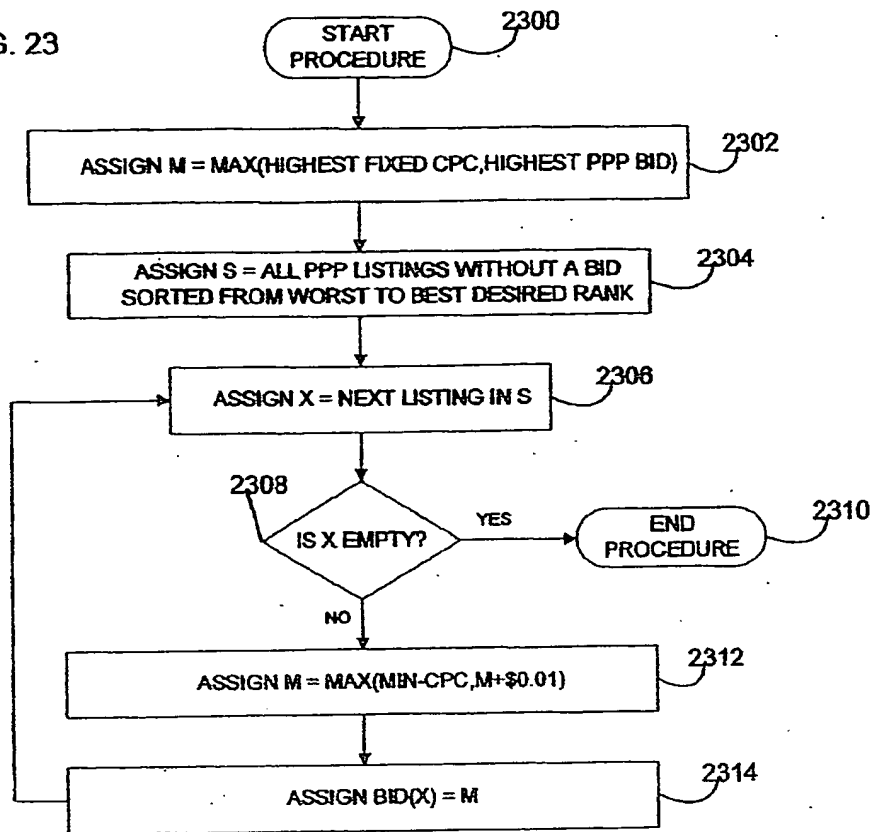 G. 23
START
PROCEDURE
2300
ASSIGN M = MAX(HIGHEST FIXED CPC,HIGHEST PPP BID)
2302
ASSIGN S = ALL PPP LISTINGS WITHOUT A BID
SORTED FROM WORST TO BEST DESIRED RANK
2304
ASSIGN X = NEXT LISTING IN S
2306
2308
IS X EMPTY?
YES
END
PROCEDURE
2310
NO
ASSIGN M = MAX(MIN-CPC,M+$0.01)
2312
ASSIGN BID(X) = M
2314